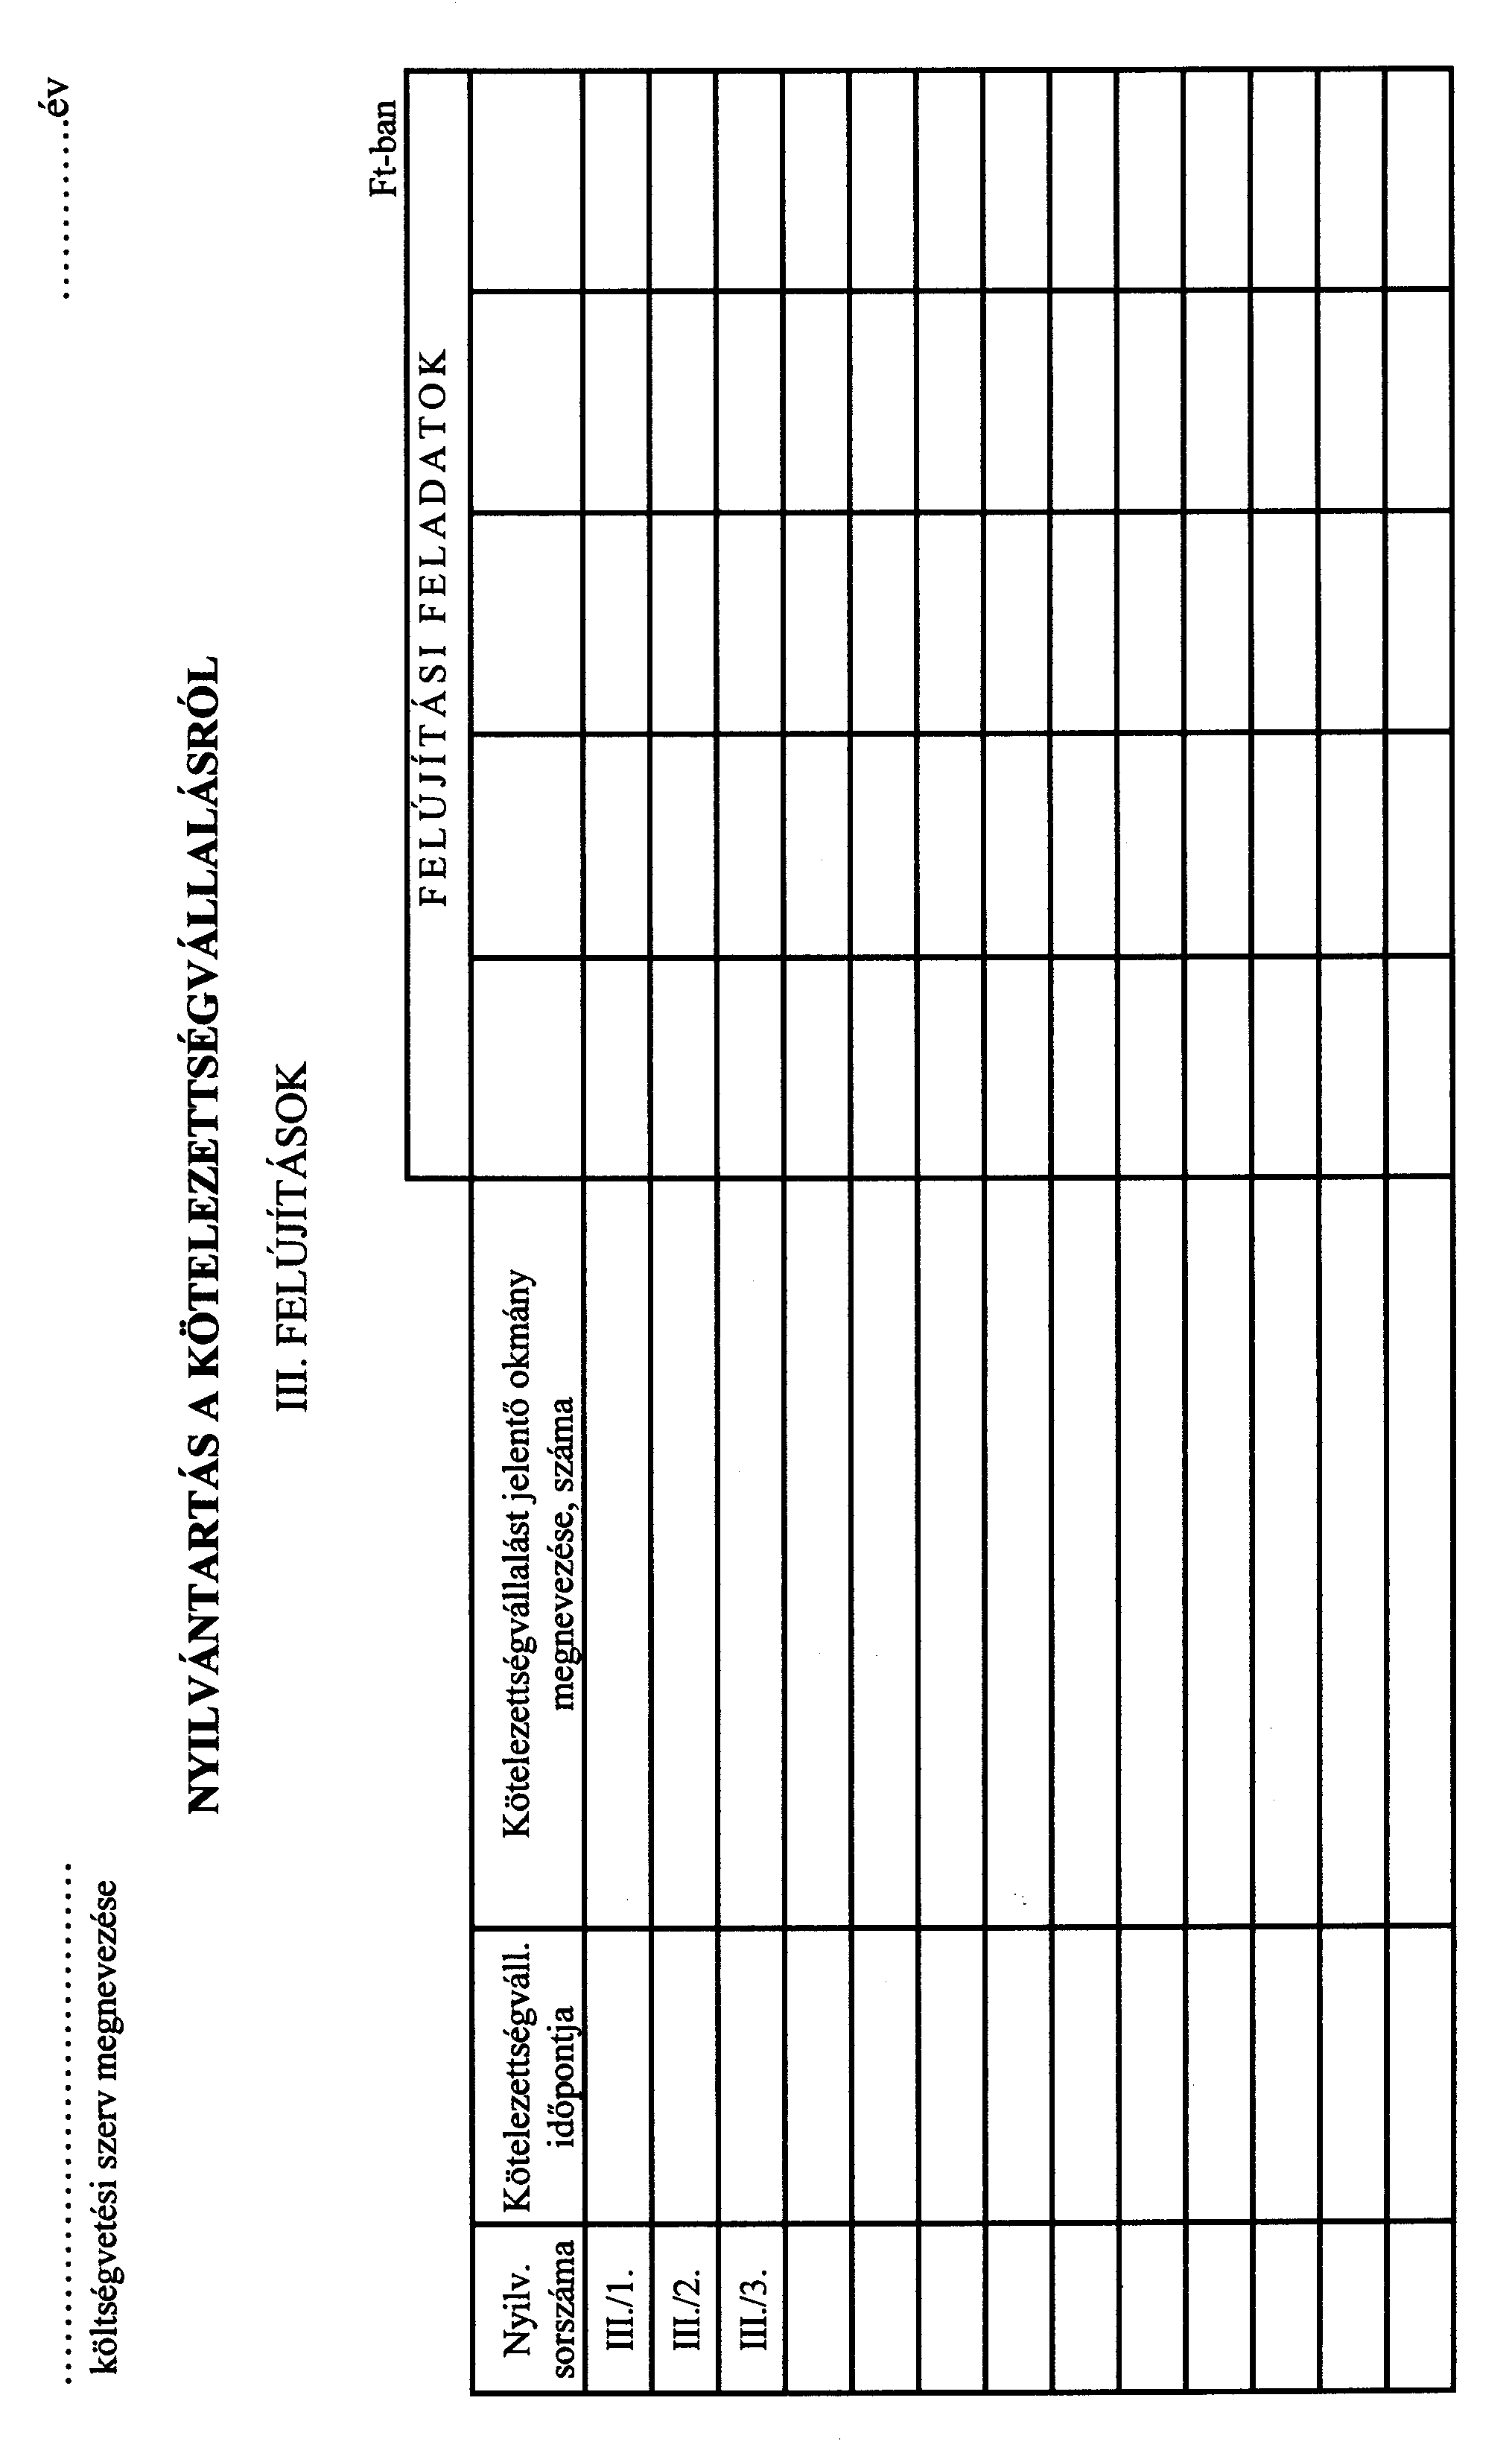 ..........................................
költségvetési szerv megnevezése
...............év
NYILVÁNTARTÁS A KÖTELEZETTSÉGVÁLLALÁSRÓL
III. FELÚJÍTÁSOK
Ft-ban
FELÚJÍTÁSI FELADATOK
Nyilv.
sorszáma
Kötelezettségváll.
időpontja
Kötelezettségvállalást jelentő okmány
megnevezése, száma
III./1.
III./2.
III./3.